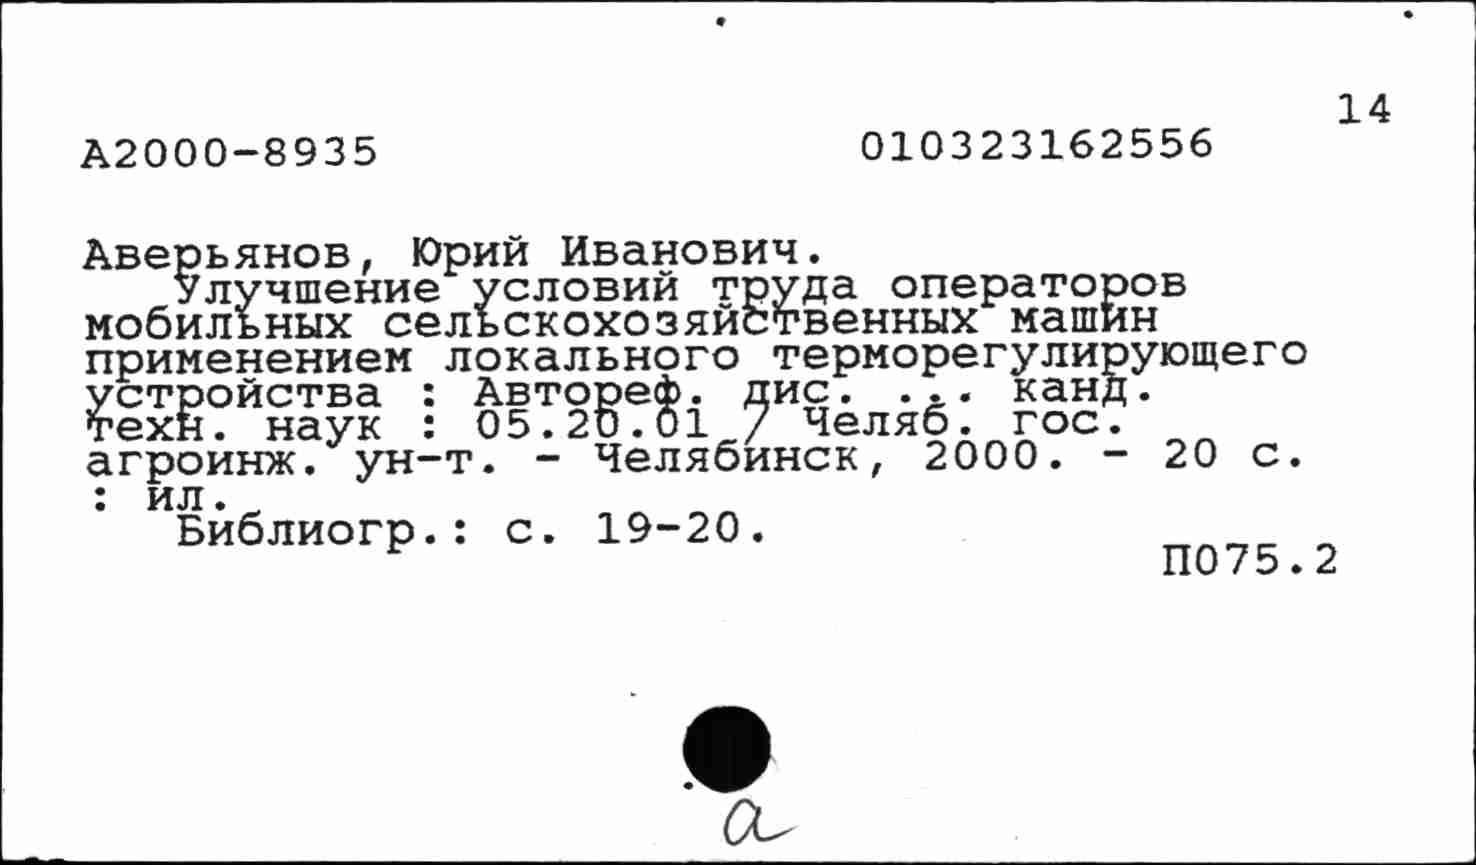 14
А2000-8935 010323162556
Аверьянов, Юрий Иванович.
Улучшение условий труда операторов
мобильных сельскохозяйственных машин
применением локального терморегулирующего
устройства : Автореф. дис. ... канд.
техн. наук : 05.20.01 / Челяб. гос.
агроинж. ун-т. - Челябинск, 2000. - 20 с.
: ил.
Библиогр.: с. 19-20.
П075.2
а